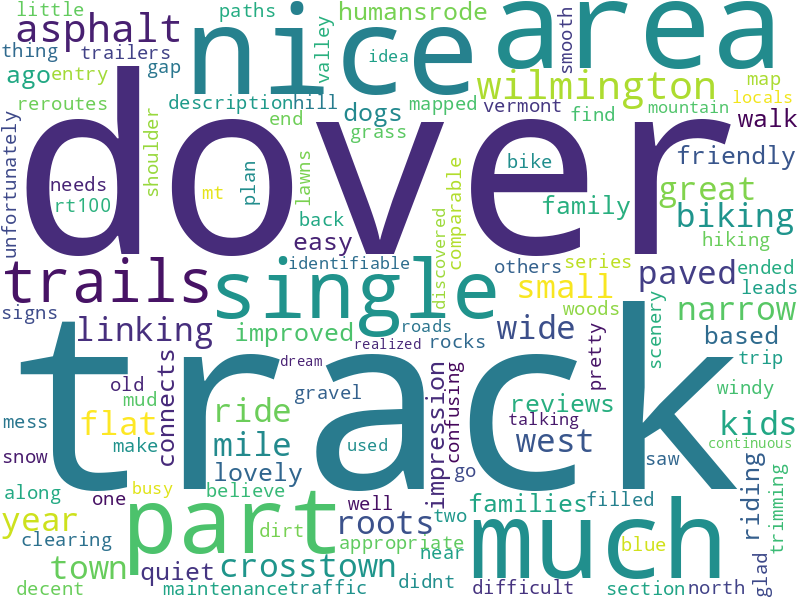 little
paths
humansrode
asphalt
nice
area
valley
smooth
thing
trailers
idea
ago
entry
gap
wilmington
map
locals
reroutes
descriptionhill
dogs
mapped
vermont
find
mountain
walk
unfortunately
shoulder
end
grass
dover
friendly
needs
mt
plan
lawns
bike
great
rt100
back
family
biking
easy
discovered
comparable
hiking
trails
identifiable
others
series
paved
ended
single
small
leads
signs
woods
narrow
linking
improved
roads
rocks
wide
scenery
based
realized
pretty
trip
track
old
connects
dream
impression
confusing
windy
mud
gravel
reviews
mess
flat
ride
talking
kids
make
mile
used
west
continuous
snow
lovely
go
saw
riding
trimming
along
one
busy
believe
well
two
families
filled
year
part
dirt
roots
much
blue
clearing
appropriate
near
town
quiet
crosstown
didnt
glad
decent
maintenance
traffic
difficult
section
north